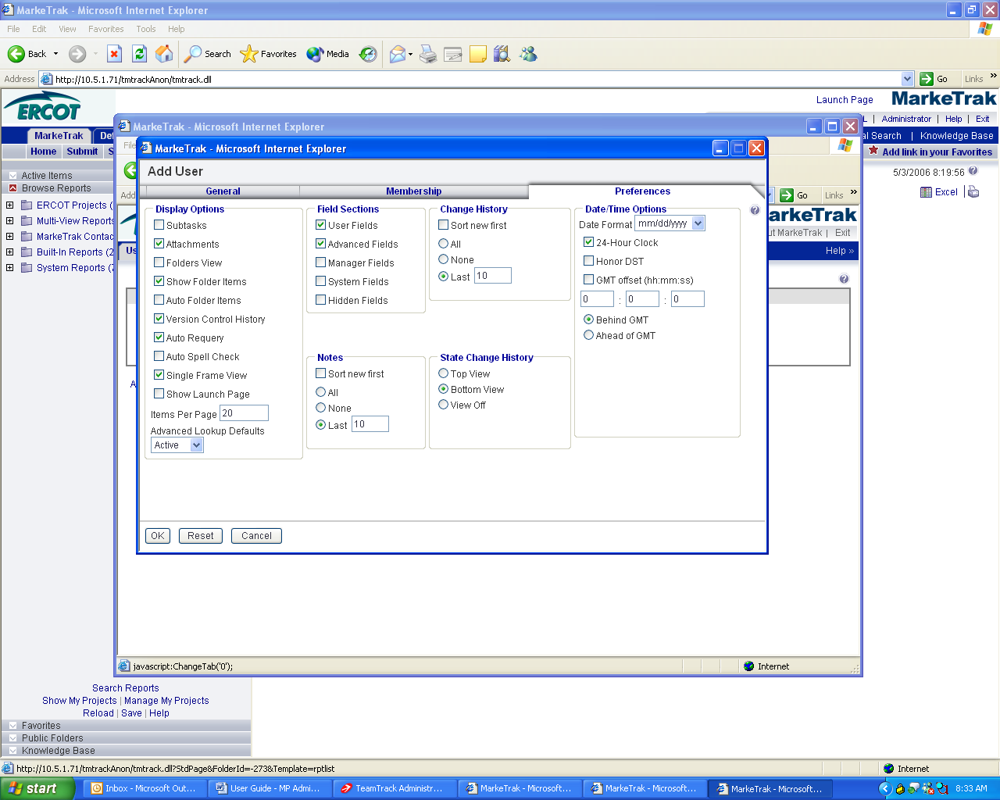 MarkeTrak - Microsoft Internet Explorer
File Edit View Favorites Tools Help
Back Search Favorites Media
Address http://10.5.1.71/tmtrackAnon/tmtrack.dll Go Links »
ERCOT
Launch Page MarkeTrak
Administrator | Help | Exit
MarkeTrak
Home Submit
Knowledge Base
Add link in your Favorites
5/3/2006 8:19:56
Excel
Active Items
Browse Reports
ERCOT Projects (
Multi-View Reports
MarkeTrak Contac
Built-In Reports (2
System Reports (7
MarkeTrak - Microsoft Internet Explorer
Go Links »
MarkeTrak | Exit
Help »
MarkeTrak - Microsoft Internet Explorer
Add User
General Membership Preferences
Display Options
Subtasks
Attachments
Folders View
Show Folder Items
Auto Folder Items
Version Control History
Auto Requery
Auto Spell Check
Single Frame View
Show Launch Page
Items Per Page 20
Advanced Lookup Defaults
Active
Field Sections
User Fields
Advanced Fields
Manager Fields
System Fields
Hidden Fields
Notes
Sort new first
All
None
Last 10
Change History
Sort new first
All
None
Last 10
State Change History
Top View
Bottom View
View Off
Date/Time Options
Date Format mm/dd/yyyy
24-Hour Clock
Honor DST
GMT offset (hh:mm:ss)
0 : 0 : 0
Behind GMT
Ahead of GMT
OK Reset Cancel
javascript:ChangeTab('0'); Internet
Search Reports
Show My Projects | Manage My Projects
Reload | Save | Help
Favorites
Public Folders
Knowledge Base
http://10.5.1.71/tmtrackAnon/tmtrack.dll?StdPage&FolderId=-273&Template=rptlist Internet
start Inbox - Microsoft Out... User Guide - MP Admi... TeamTrack Administr... MarkeTrak - Microsoft... MarkeTrak - Microsoft... MarkeTrak - Microsoft... 8:33 AM